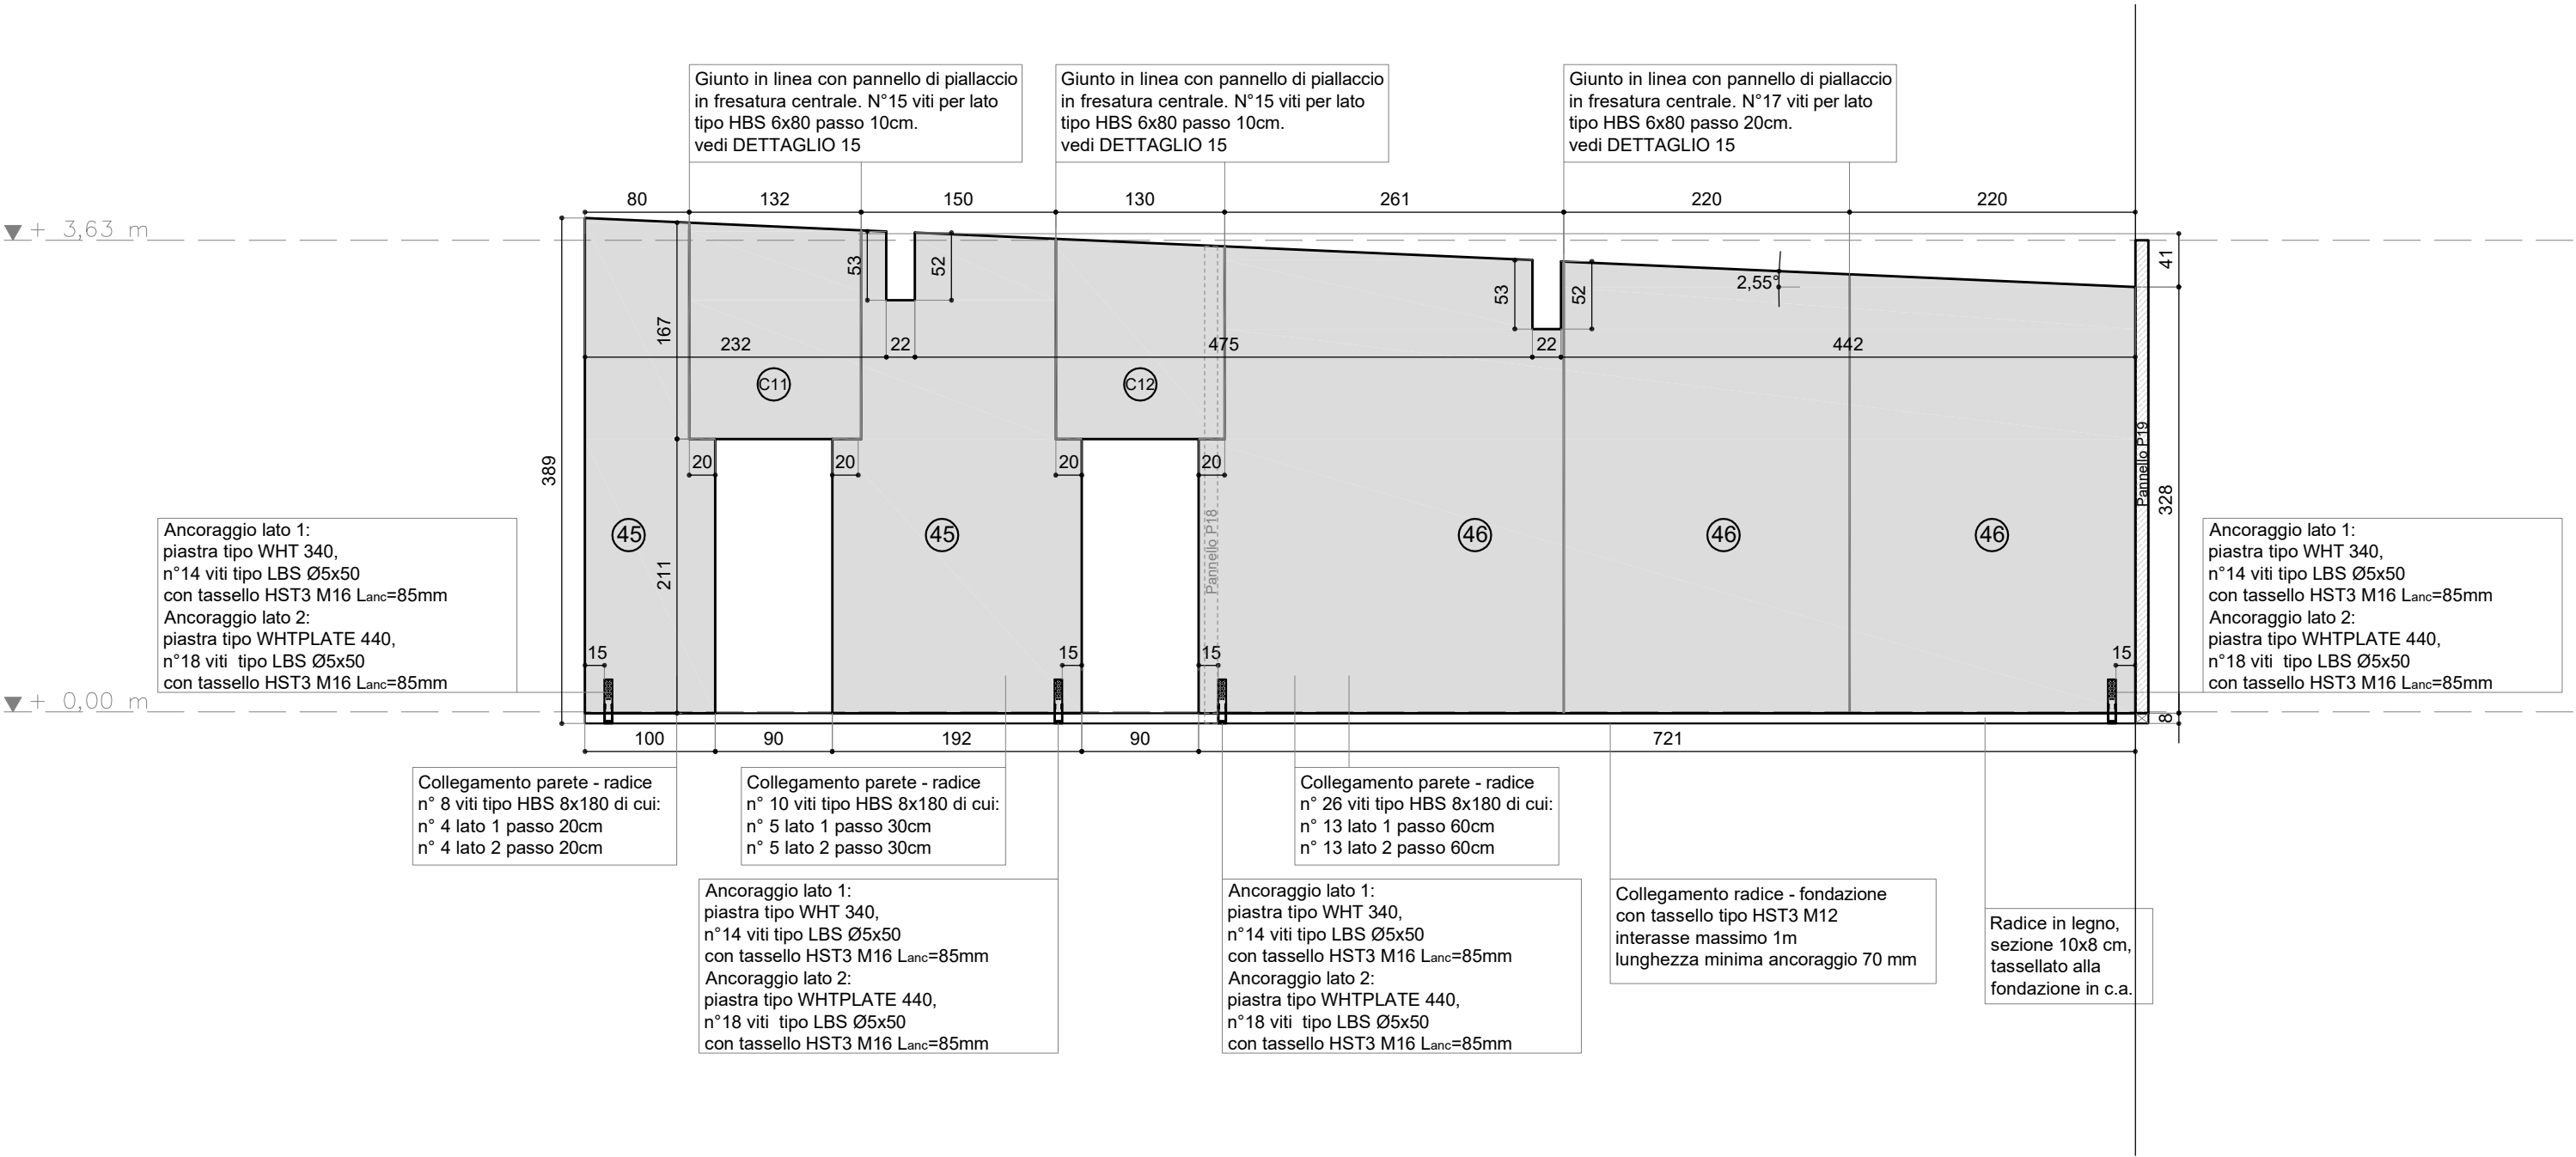 Giunto in linea con pannello di piallaccio
in fresatura centrale. N°15 viti per lato
tipo HBS 6x80 passo 10cm.
vedi DETTAGLIO 15
Giunto in linea con pannello di piallaccio
in fresatura centrale. N°15 viti per lato
tipo HBS 6x80 passo 10cm.
vedi DETTAGLIO 15
Giunto in linea con pannello di piallaccio
in fresatura centrale. N°17 viti per lato
tipo HBS 6x80 passo 20cm.
vedi DETTAGLIO 15
80
132
150
130
261
220
220
+ 3,63 m
53
52
53
52
2,55°
41
167
232
22
475
22
442
C11
C12
389
20
20
20
20
Pannello P19
328
45
45
46
46
46
211
Pannello P18
Ancoraggio lato 1:
piastra tipo WHT 340,
n°14 viti tipo LBS Ø5x50
con tassello HST3 M16 Lanc=85mm
Ancoraggio lato 2:
piastra tipo WHTPLATE 440,
n°18 viti  tipo LBS Ø5x50
con tassello HST3 M16 Lanc=85mm
Ancoraggio lato 1:
piastra tipo WHT 340,
n°14 viti tipo LBS Ø5x50
con tassello HST3 M16 Lanc=85mm
Ancoraggio lato 2:
piastra tipo WHTPLATE 440,
n°18 viti  tipo LBS Ø5x50
con tassello HST3 M16 Lanc=85mm
15
15
15
15
+ 0,00 m
8
100
90
192
90
721
Collegamento parete - radice
n° 8 viti tipo HBS 8x180 di cui:
n° 4 lato 1 passo 20cm
n° 4 lato 2 passo 20cm
Collegamento parete - radice
n° 10 viti tipo HBS 8x180 di cui:
n° 5 lato 1 passo 30cm
n° 5 lato 2 passo 30cm
Collegamento parete - radice
n° 26 viti tipo HBS 8x180 di cui:
n° 13 lato 1 passo 60cm
n° 13 lato 2 passo 60cm
Ancoraggio lato 1:
piastra tipo WHT 340,
n°14 viti tipo LBS Ø5x50
con tassello HST3 M16 Lanc=85mm
Ancoraggio lato 2:
piastra tipo WHTPLATE 440,
n°18 viti  tipo LBS Ø5x50
con tassello HST3 M16 Lanc=85mm
Ancoraggio lato 1:
piastra tipo WHT 340,
n°14 viti tipo LBS Ø5x50
con tassello HST3 M16 Lanc=85mm
Ancoraggio lato 2:
piastra tipo WHTPLATE 440,
n°18 viti  tipo LBS Ø5x50
con tassello HST3 M16 Lanc=85mm
Collegamento radice - fondazione
con tassello tipo HST3 M12
interasse massimo 1m
lunghezza minima ancoraggio 70 mm
Radice in legno,
sezione 10x8 cm,
tassellato alla
fondazione in c.a.